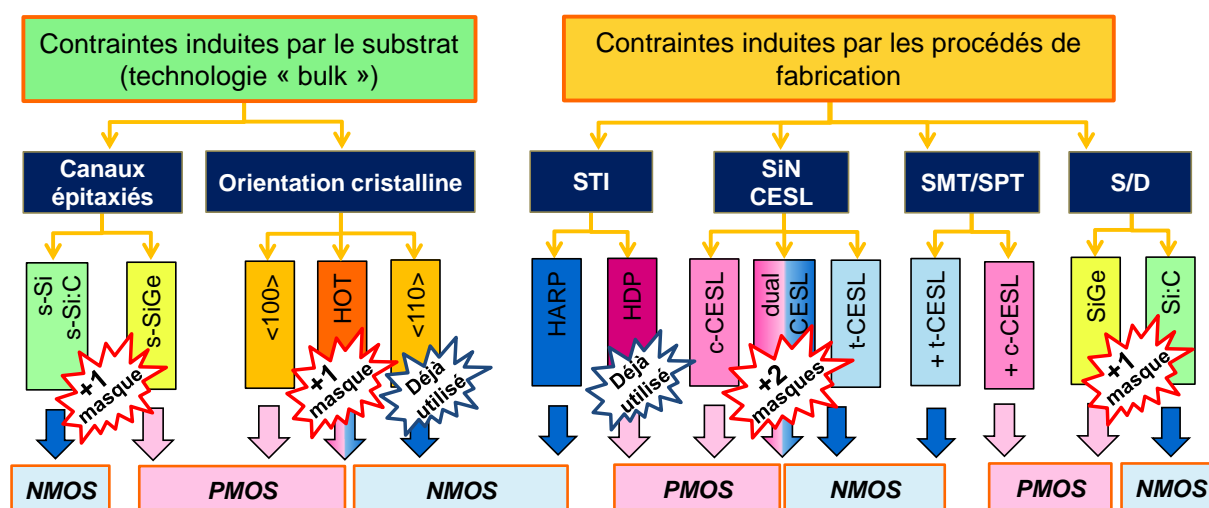 Contraintes induites par le substrat
(technologie « bulk »)
Contraintes induites par les procédés de
fabrication
Canaux
épitaxiés
Orientation cristalline
STI
SiN
CESL
SMT/SPT
S/D
s-Si
s-Si:C
s-SiGe
<100>
HOT
<110>
HARP
HDP
c-CESL
dual
CESL
t-CESL
+ t-CESL
+ c-CESL
SiGe
Si:C
+1
masque
+1
masque
Déjà
utilisé
Déjà
utilisé
+2
masques
+1
masque
NMOS
PMOS
NMOS
PMOS
NMOS
PMOS
NMOS